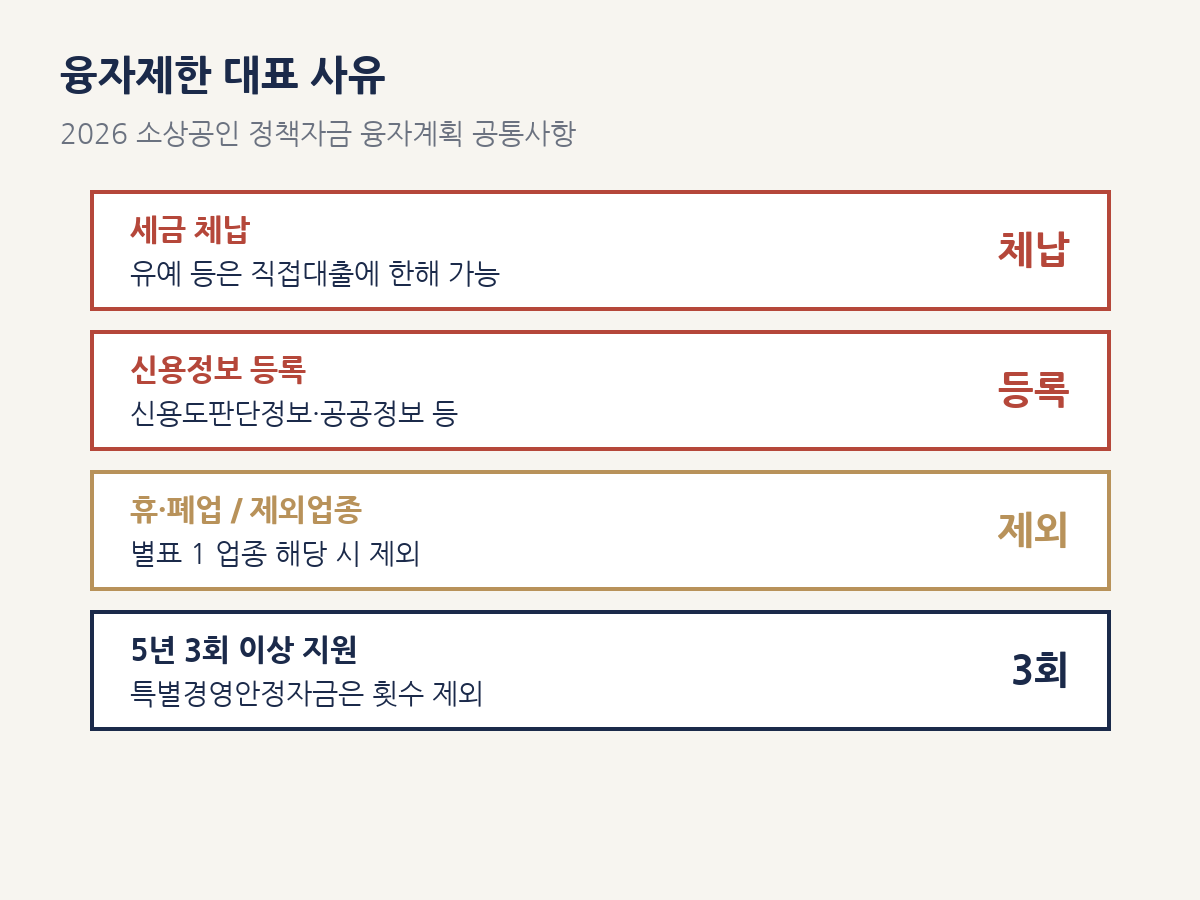 융자제한 대표 사유
2026 소상공인 정책자금 융자계획 공통사항
세금 체납
유예 등은 직접대출에 한해 가능
체납
신용정보 등록
신용도판단정보·공공정보 등
등록
휴·폐업 / 제외업종
별표 1 업종 해당 시 제외
제외
5년 3회 이상 지원
특별경영안정자금은 횟수 제외
3회